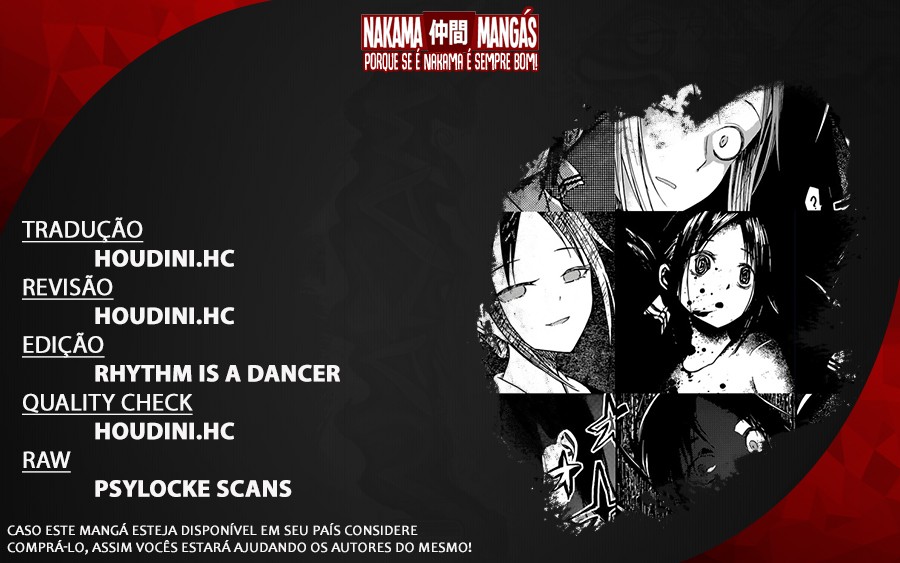 NAKAMA 仲間 MANGÁS
PORQUE SE É NAKAMA É SEMPRE BOM!
TRADUÇÃO
HOUDINI.HC
REVISÃO
HOUDINI.HC
EDIÇÃO
RHYTHM IS A DANCER
QUALITY CHECK
HOUDINI.HC
RAW
PSYLOCKE SCANS
?
CASO ESTE MANGÁ ESTEJA DISPONÍVEL EM SEU PAÍS CONSIDERE
COMPRÁ-LO, ASSIM VOCÊS ESTARÁ AJUDANDO OS AUTORES DO MESMO!